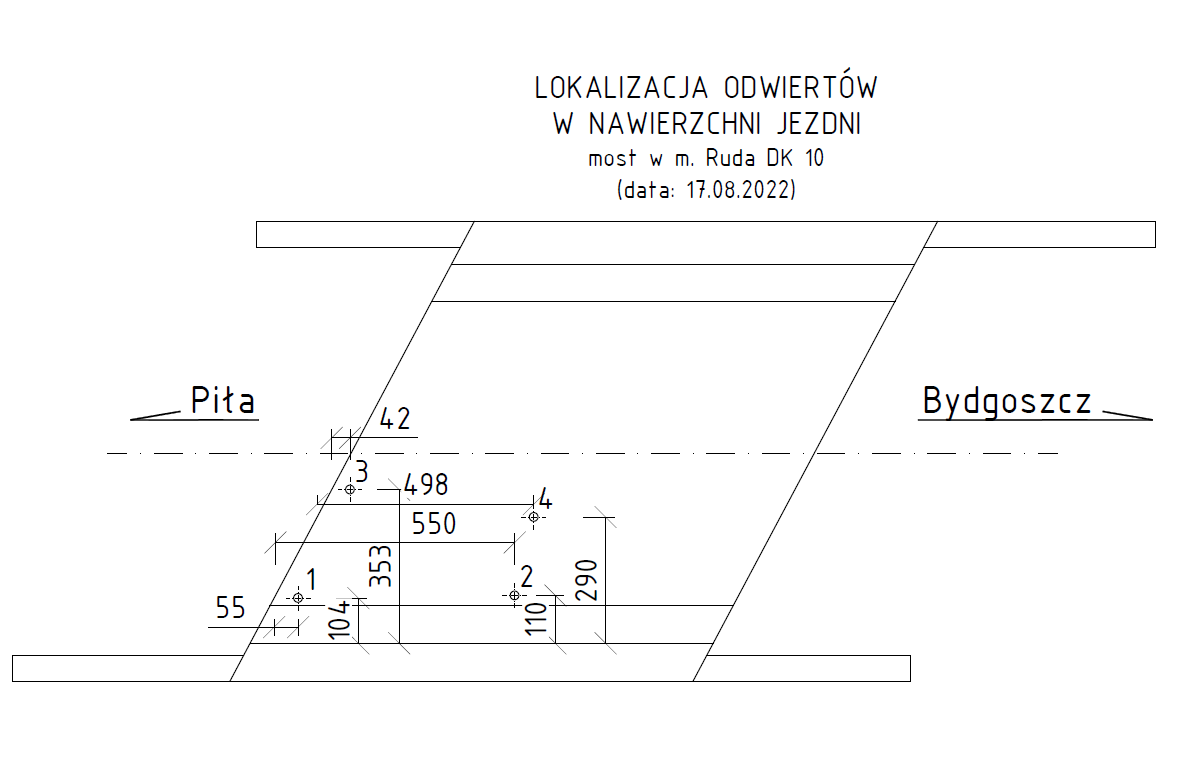 LOKALIZACJA ODWIERTÓW
W NAWIERZCHNI JEZDNI
most w m. Ruda DK 10
(data: 17.08.2022)
Piła
Bydgoszcz
42
3
498
4
550
353
290
1
2
55
104
110